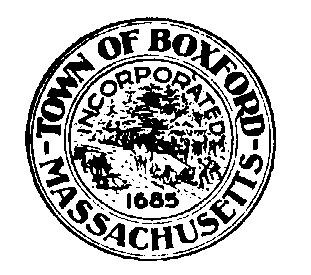 -TOWN OF BOXFORD-
MASSACHUSETTS
INCORPORATED
1685